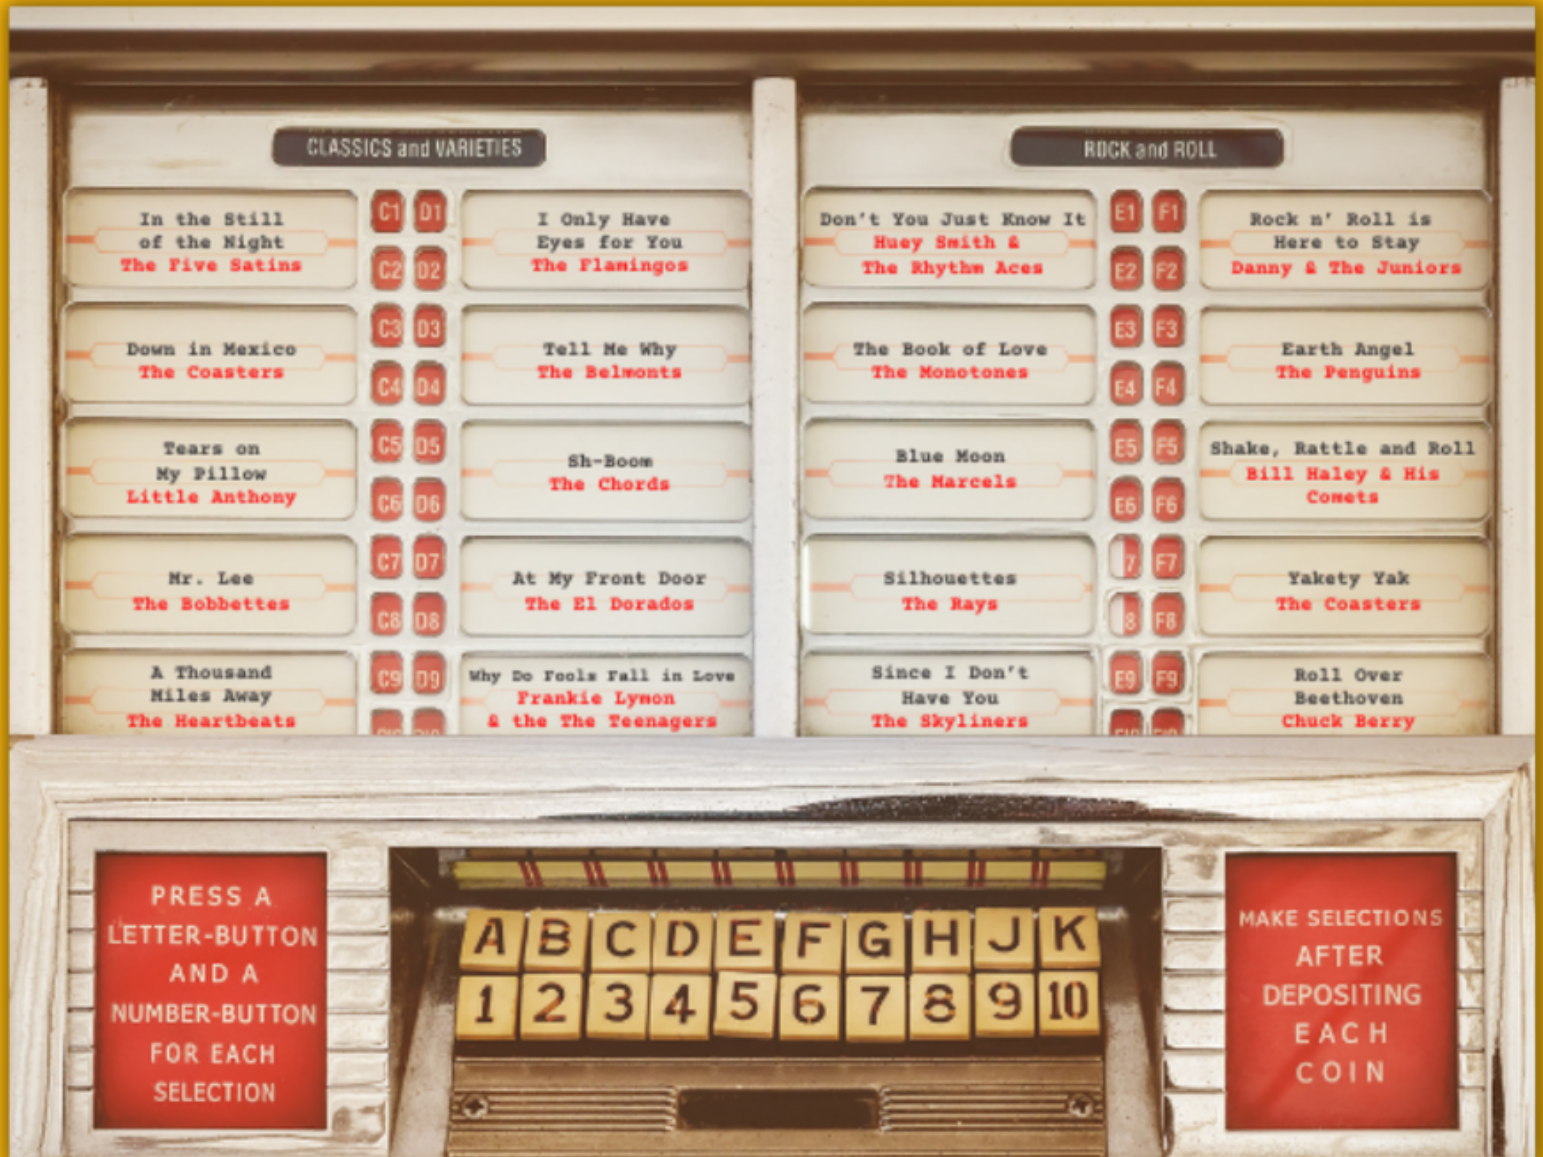 CLASSICS and VARIETIES
In the Still
of the Night
The Five Satins
C1 D1
C2 D2
I Only Have
Eyes for You
The Flamingos
Down in Mexico
The Coasters
C3 D3
C4 D4
Tell Me Why
The Belmonts
Tears on
My Pillow
Little Anthony
C5 D5
C6 D6
Sh-Boom
The Chords
Mr. Lee
The Bobbettes
C7 D7
C8 D8
At My Front Door
The El Dorados
A Thousand
Miles Away
The Heartbeats
C9 D9
Why Do Fools Fall in Love
Frankie Lymon
& the The Teenagers
ROCK and ROLL
Don't You Just Know It
Huey Smith &
The Rhythm Aces
E1 F1
E2 F2
Rock n' Roll is
Here to Stay
Danny & The Juniors
The Book of Love
The Monotones
E3 F3
E4 F4
Earth Angel
The Penguins
Blue Moon
The Marcels
E5 F5
E6 F6
Shake, Rattle and Roll
Bill Haley & His
Comets
Silhouettes
The Rays
7 F7
8 F8
Yakety Yak
The Coasters
Since I Don't
Have You
The Skyliners
E9 F9
Roll Over
Beethoven
Chuck Berry
PRESS A
LETTER-BUTTON
AND A
NUMBER-BUTTON
FOR EACH
SELECTION
A B C D E F G H J K
1 2 3 4 5 6 7 8 9 10
MAKE SELECTIONS
AFTER
DEPOSITING
EACH
COIN